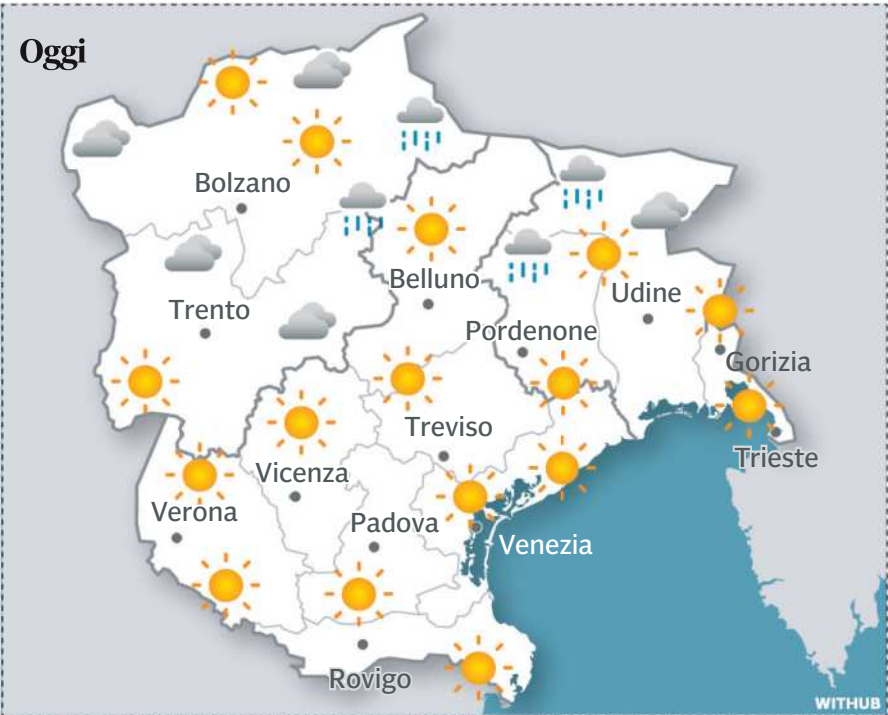 Oggi
Bolzano
Belluno
Udine
Trento
Pordenone
Gorizia
Treviso
Trieste
Vicenza
Verona
Padova
Venezia
Rovigo
WITHUB